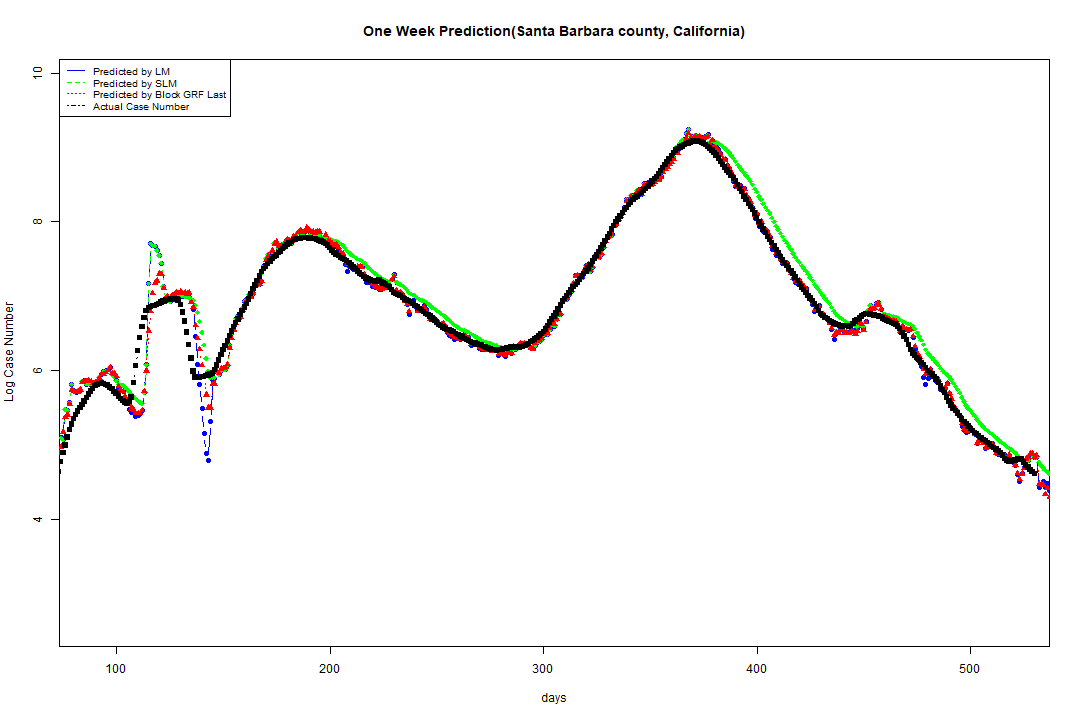 One Week Prediction(Santa Barbara county, California)
Predicted by LM
Predicted by SLM
Predicted by Block GRF Last
Actual Case Number
10
8
6
4
Log Case Number
100 200 300 400 500
days